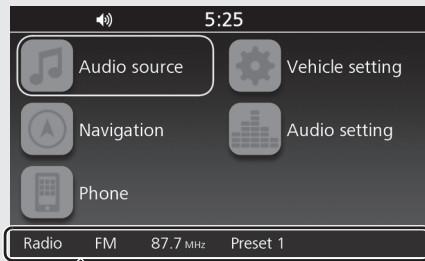 5:25
Audio source
Vehicle setting
Navigation
Audio setting
Phone
Radio FM 87.7 MHz Preset 1